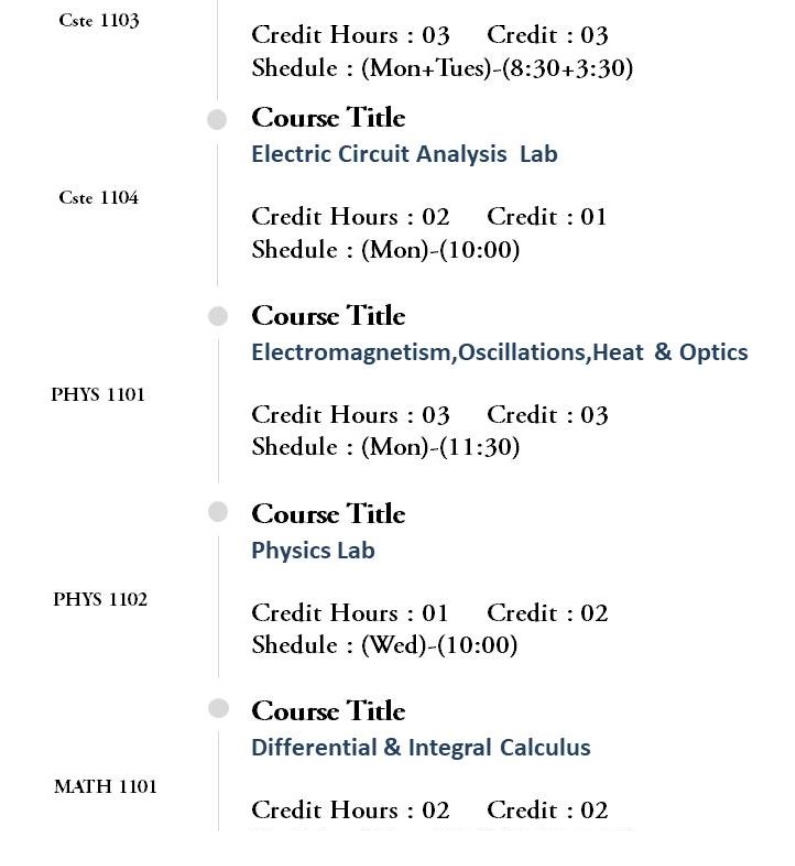 Cste 1103
Credit Hours : 03 Credit : 03
Shedule : (Mon+Tues)-(8:30+3:30)
Course Title
Electric Circuit Analysis Lab
Cste 1104
Credit Hours : 02 Credit : 01
Shedule : (Mon)-(10:00)
Course Title
Electromagnetism,Oscillations,Heat & Optics
PHYS 1101
Credit Hours : 03 Credit : 03
Shedule : (Mon)-(11:30)
Course Title
Physics Lab
PHYS 1102
Credit Hours : 01 Credit : 02
Shedule : (Wed)-(10:00)
Course Title
Differential & Integral Calculus
MATH 1101
Credit Hours : 02 Credit : 02